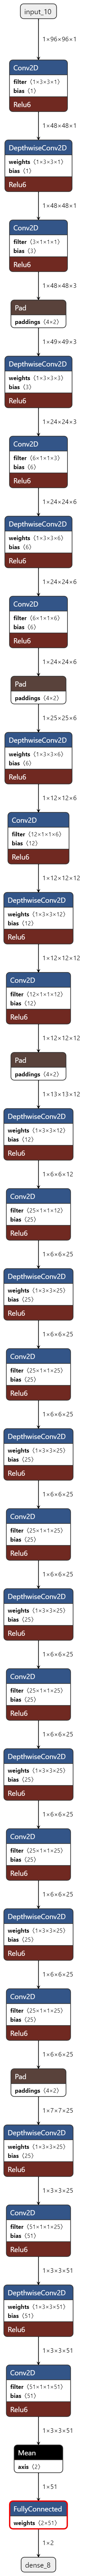 input_10
1×96×96×1
Conv2D
filter ⟨1×3×3×1⟩
bias ⟨1⟩
Relu6
1×48×48×1
DepthwiseConv2D
weights ⟨1×3×3×1⟩
bias ⟨1⟩
Relu6
1×48×48×1
Conv2D
filter ⟨3×1×1×1⟩
bias ⟨3⟩
Relu6
1×48×48×3
Pad
paddings ⟨4×2⟩
1×49×49×3
DepthwiseConv2D
weights ⟨1×3×3×3⟩
bias ⟨3⟩
Relu6
1×24×24×3
Conv2D
filter ⟨6×1×1×3⟩
bias ⟨6⟩
Relu6
1×24×24×6
DepthwiseConv2D
weights ⟨1×3×3×6⟩
bias ⟨6⟩
Relu6
1×24×24×6
Conv2D
filter ⟨6×1×1×6⟩
bias ⟨6⟩
Relu6
1×24×24×6
Pad
paddings ⟨4×2⟩
1×25×25×6
DepthwiseConv2D
weights ⟨1×3×3×6⟩
bias ⟨6⟩
Relu6
1×12×12×6
Conv2D
filter ⟨12×1×1×6⟩
bias ⟨12⟩
Relu6
1×12×12×12
DepthwiseConv2D
weights ⟨1×3×3×12⟩
bias ⟨12⟩
Relu6
1×12×12×12
Conv2D
filter ⟨12×1×1×12⟩
bias ⟨12⟩
Relu6
1×12×12×12
Pad
paddings ⟨4×2⟩
1×13×13×12
DepthwiseConv2D
weights ⟨1×3×3×12⟩
bias ⟨12⟩
Relu6
1×6×6×12
Conv2D
filter ⟨25×1×1×12⟩
bias ⟨25⟩
Relu6
1×6×6×25
DepthwiseConv2D
weights ⟨1×3×3×25⟩
bias ⟨25⟩
Relu6
1×6×6×25
Conv2D
filter ⟨25×1×1×25⟩
bias ⟨25⟩
Relu6
1×6×6×25
DepthwiseConv2D
weights ⟨1×3×3×25⟩
bias ⟨25⟩
Relu6
1×6×6×25
Conv2D
filter ⟨25×1×1×25⟩
bias ⟨25⟩
Relu6
1×6×6×25
DepthwiseConv2D
weights ⟨1×3×3×25⟩
bias ⟨25⟩
Relu6
1×6×6×25
Conv2D
filter ⟨25×1×1×25⟩
bias ⟨25⟩
Relu6
1×6×6×25
DepthwiseConv2D
weights ⟨1×3×3×25⟩
bias ⟨25⟩
Relu6
1×6×6×25
Conv2D
filter ⟨25×1×1×25⟩
bias ⟨25⟩
Relu6
1×6×6×25
DepthwiseConv2D
weights ⟨1×3×3×25⟩
bias ⟨25⟩
Relu6
1×6×6×25
Conv2D
filter ⟨25×1×1×25⟩
bias ⟨25⟩
Relu6
1×6×6×25
Pad
paddings ⟨4×2⟩
1×7×7×25
DepthwiseConv2D
weights ⟨1×3×3×25⟩
bias ⟨25⟩
Relu6
1×3×3×25
Conv2D
filter ⟨51×1×1×25⟩
bias ⟨51⟩
Relu6
1×3×3×51
DepthwiseConv2D
weights ⟨1×3×3×51⟩
bias ⟨51⟩
Relu6
1×3×3×51
Conv2D
filter ⟨51×1×1×51⟩
bias ⟨51⟩
Relu6
1×3×3×51
Mean
axis ⟨2⟩
1×51
FullyConnected
weights ⟨2×51⟩
1×2
dense_8